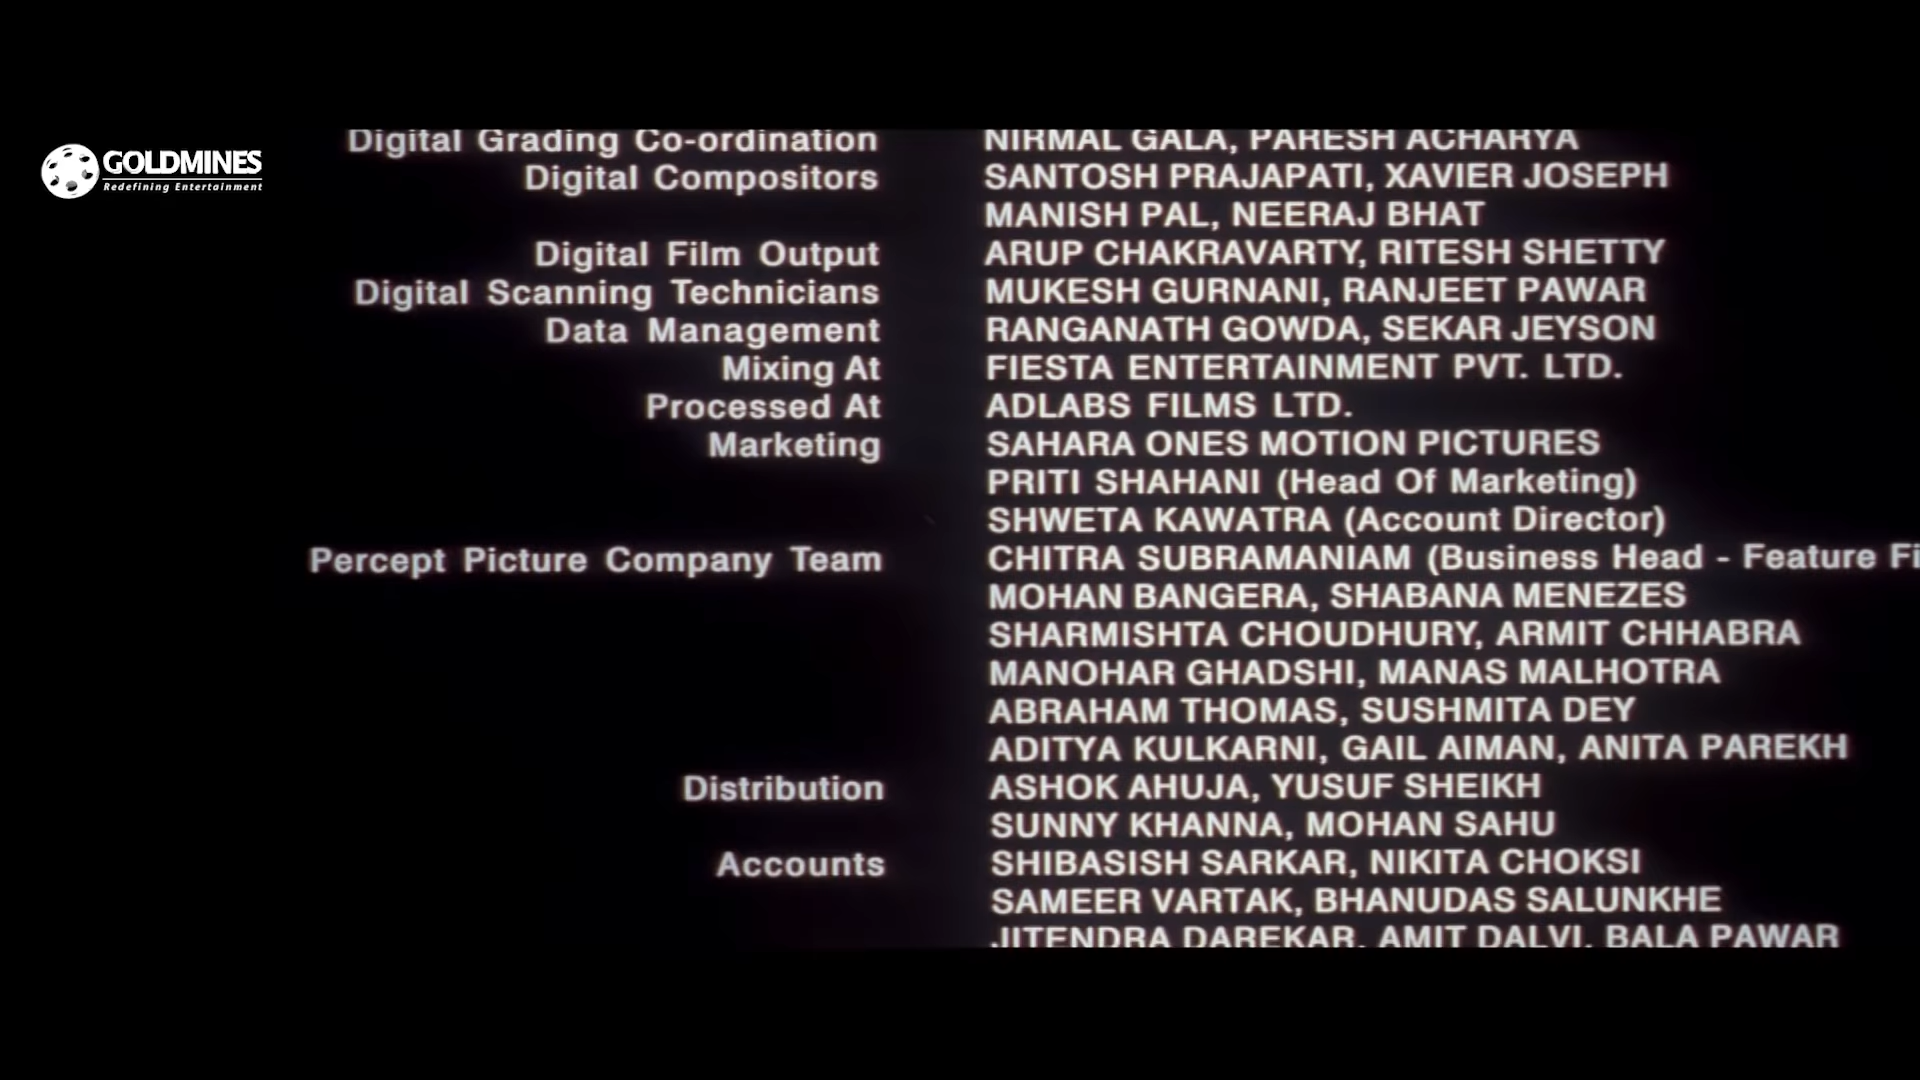 GOLDMINES
Redefining Entertainment
Digital Grading Co-ordination NIRMAL GALA, PARESH ACHARYA
Digital Compositors SANTOSH PRAJAPATI, XAVIER JOSEPH
MANISH PAL, NEERAJ BHAT
Digital Film Output ARUP CHAKRAVARTY, RITESH SHETTY
Digital Scanning Technicians MUKESH GURNANI, RANJEET PAWAR
Data Management RANGANATH GOWDA, SEKAR JEYSON
Mixing At FIESTA ENTERTAINMENT PVT. LTD.
Processed At ADLABS FILMS LTD.
Marketing SAHARA ONES MOTION PICTURES
PRITI SHAHANI (Head Of Marketing)
SHWETA KAWATRA (Account Director)
Percept Picture Company Team CHITRA SUBRAMANIAM (Business Head - Feature Fi
MOHAN BANGERA, SHABANA MENEZES
SHARMISHTA CHOUDHURY, ARMIT CHHABRA
MANOHAR GHADSHI, MANAS MALHOTRA
ABRAHAM THOMAS, SUSHMITA DEY
ADITYA KULKARNI, GAIL AIMAN, ANITA PAREKH
Distribution ASHOK AHUJA, YUSUF SHEIKH
SUNNY KHANNA, MOHAN SAHU
Accounts SHIBASISH SARKAR, NIKITA CHOKSI
SAMEER VARTAK, BHANUDAS SALUNKHE
JITENDRA DAREKAR, AMIT DALVI, BALA PAWAR